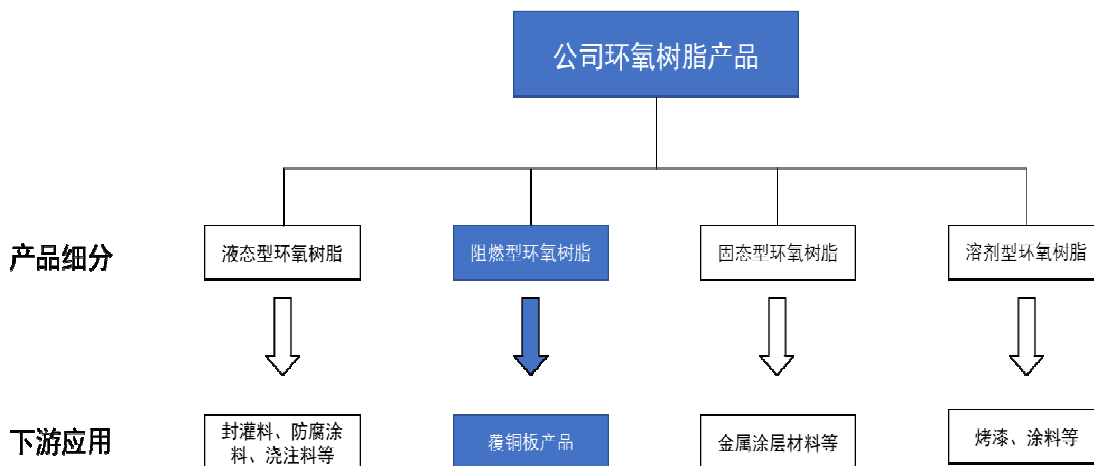 公司环氧树脂产品
产品细分
液态型环氧树脂
阻燃型环氧树脂
固态型环氧树脂
溶剂型环氧树脂
下游应用
封灌料、防腐涂
料、浇注料等
覆铜板产品
金属涂层材料等
烤漆、涂料等